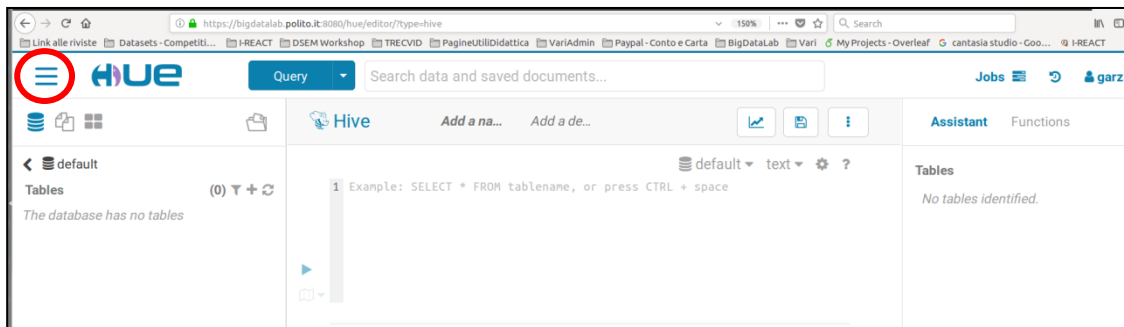 https://bigdatalab.polito.it:8080/hue/editor/?type=hive 150% Search
Link alle riviste Datasets - Competiti... I-REACT DSEM Workshop TRECVID PagineUtiliDidattica VariAdmin Paypal - Conto e Carta BigDataLab Vari My Projects - Overleaf cantasia studio - Goo... I-REACT
HUE Query Search data and saved documents... Jobs garz
Hive Add a na... Add a de... Assistant Functions
default
default text ?
Tables (0)
Tables
1 Example: SELECT * FROM tablename, or press CTRL + space
No tables identified.
The database has no tables